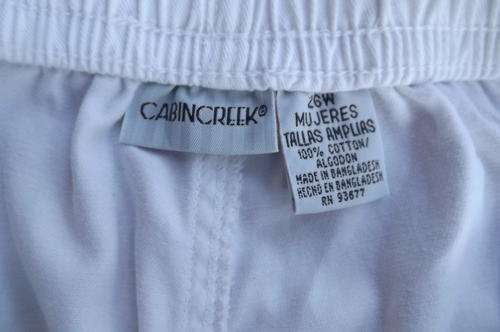 CABINCREEK®
26W
MUJERES
TALLAS AMPLIAS
100% COTTON/
ALGODON
MADE IN BANGLADESH
HECHO EN BANGLADESH
RN 93677